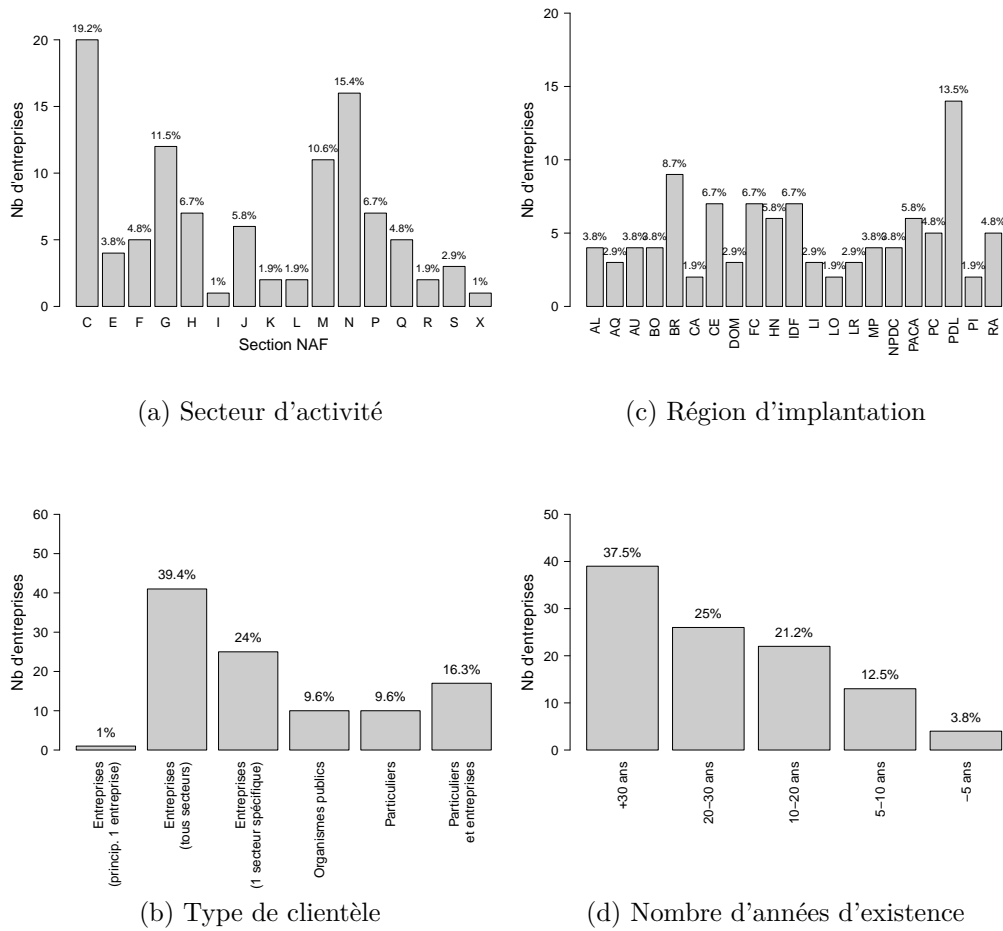 Nb d'entreprises
20
15
10
5
0
19.2%
3.8%
4.8%
11.5%
6.7%
1%
5.8%
1.9%
1.9%
10.6%
15.4%
6.7%
4.8%
1.9%
2.9%
1%
C E F G H I J K L M N P Q R S X
Section NAF
(a) Secteur d'activité
Nb d'entreprises
20
15
10
5
0
3.8%
2.9%
3.8%
3.8%
8.7%
1.9%
6.7%
2.9%
6.7%
5.8%
6.7%
2.9%
1.9%
2.9%
3.8%
3.8%
5.8%
4.8%
13.5%
1.9%
4.8%
AL
AQ
AU
BO
BR
CA
CE
DOM
FC
HN
IDF
LI
LO
LR
MP
NPDC
PACA
PC
PDL
PI
RA
(c) Région d'implantation
Nb d'entreprises
60
50
40
30
20
10
0
1%
39.4%
24%
9.6%
9.6%
16.3%
Entreprises
(princip. 1 entreprise)
Entreprises
(tous secteurs)
Entreprises
(1 secteur spécifique)
Organismes publics
Particuliers
Particuliers
et entreprises
(b) Type de clientèle
Nb d'entreprises
50
40
30
20
10
0
37.5%
25%
21.2%
12.5%
3.8%
+30 ans
20−30 ans
10−20 ans
5−10 ans
−5 ans
(d) Nombre d'années d'existence